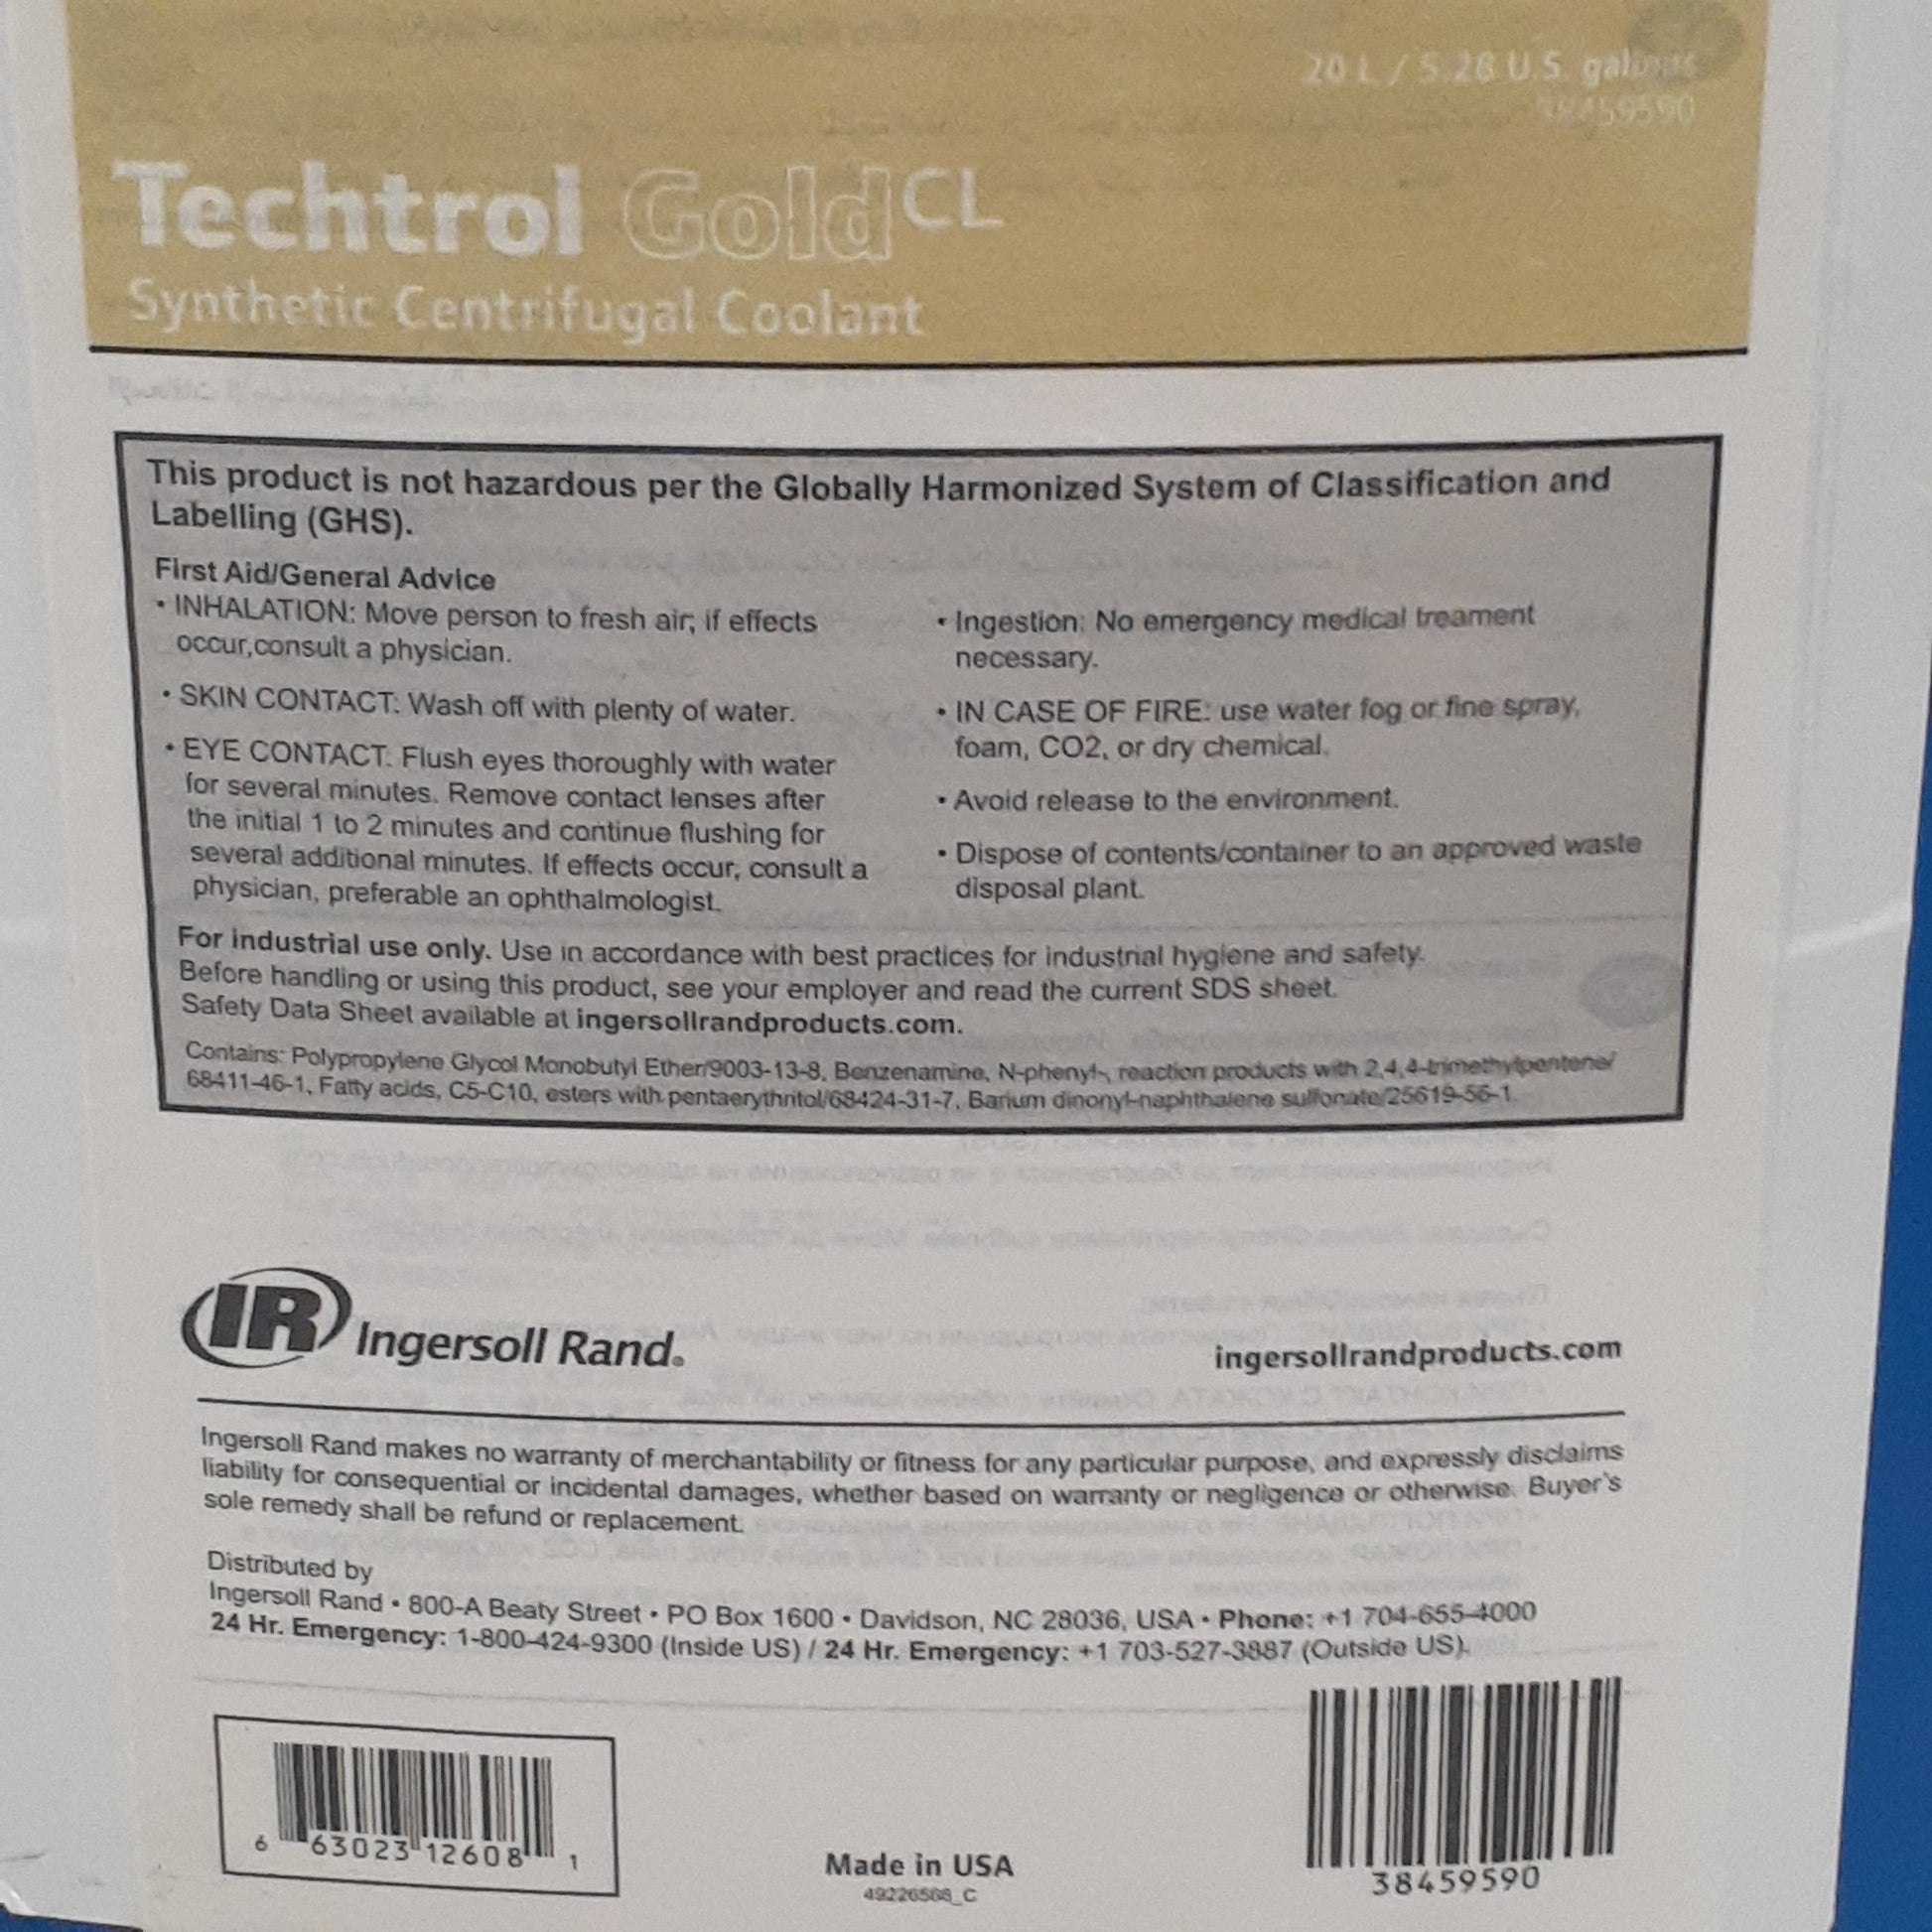 20 L / 5.28 U.S. gallons
38459590
Techtrol Gold CL
Synthetic Centrifugal Coolant
This product is not hazardous per the Globally Harmonized System of Classification and
Labelling (GHS).
First Aid/General Advice
• INHALATION: Move person to fresh air; if effects
occur,consult a physician.
• SKIN CONTACT: Wash off with plenty of water.
• EYE CONTACT: Flush eyes thoroughly with water
for several minutes. Remove contact lenses after
the initial 1 to 2 minutes and continue flushing for
several additional minutes. If effects occur, consult a
physician, preferable an ophthalmologist.
• Ingestion: No emergency medical treament
necessary.
• IN CASE OF FIRE: use water fog or fine spray,
foam, CO2, or dry chemical.
• Avoid release to the environment.
• Dispose of contents/container to an approved waste
disposal plant.
For industrial use only. Use in accordance with best practices for industrial hygiene and safety.
Before handling or using this product, see your employer and read the current SDS sheet.
Safety Data Sheet available at ingersollrandproducts.com.
Contains: Polypropylene Glycol Monobutyl Ether/9003-13-8, Benzenamine, N-phenyl-, reaction products with 2,4,4-trimethylpentene/
68411-46-1, Fatty acids, C5-C10, esters with pentaerythritol/68424-31-7, Barium dinonyl-naphthalene sulfonate/25619-56-1.
IR Ingersoll Rand®
ingersollrandproducts.com
Ingersoll Rand makes no warranty of merchantability or fitness for any particular purpose, and expressly disclaims
liability for consequential or incidental damages, whether based on warranty or negligence or otherwise. Buyer's
sole remedy shall be refund or replacement.
Distributed by
Ingersoll Rand • 800-A Beaty Street • PO Box 1600 • Davidson, NC 28036, USA • Phone: +1 704-655-4000
24 Hr. Emergency: 1-800-424-9300 (Inside US) / 24 Hr. Emergency: +1 703-527-3887 (Outside US).
6 63023 12608 1
Made in USA
38459590